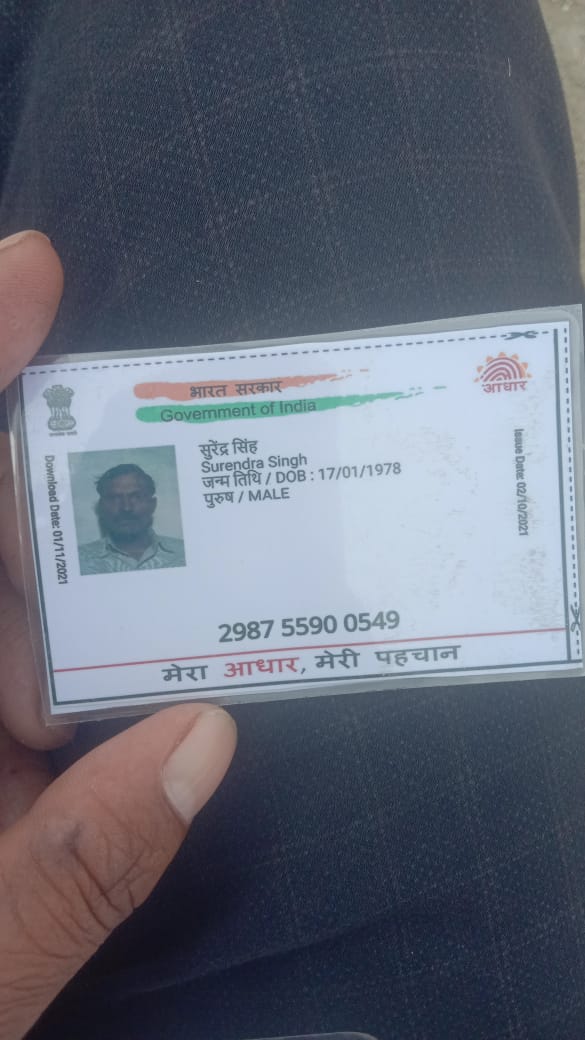 भारत सरकार
Government of India
आधार
सुरेंद्र सिंह
Surendra Singh
जन्म तिथि / DOB : 17/01/1978
पुरुष / MALE
Download Date: 01/11/2021
Issue Date: 02/10/2021
2987 5590 0549
मेरा आधार, मेरी पहचान